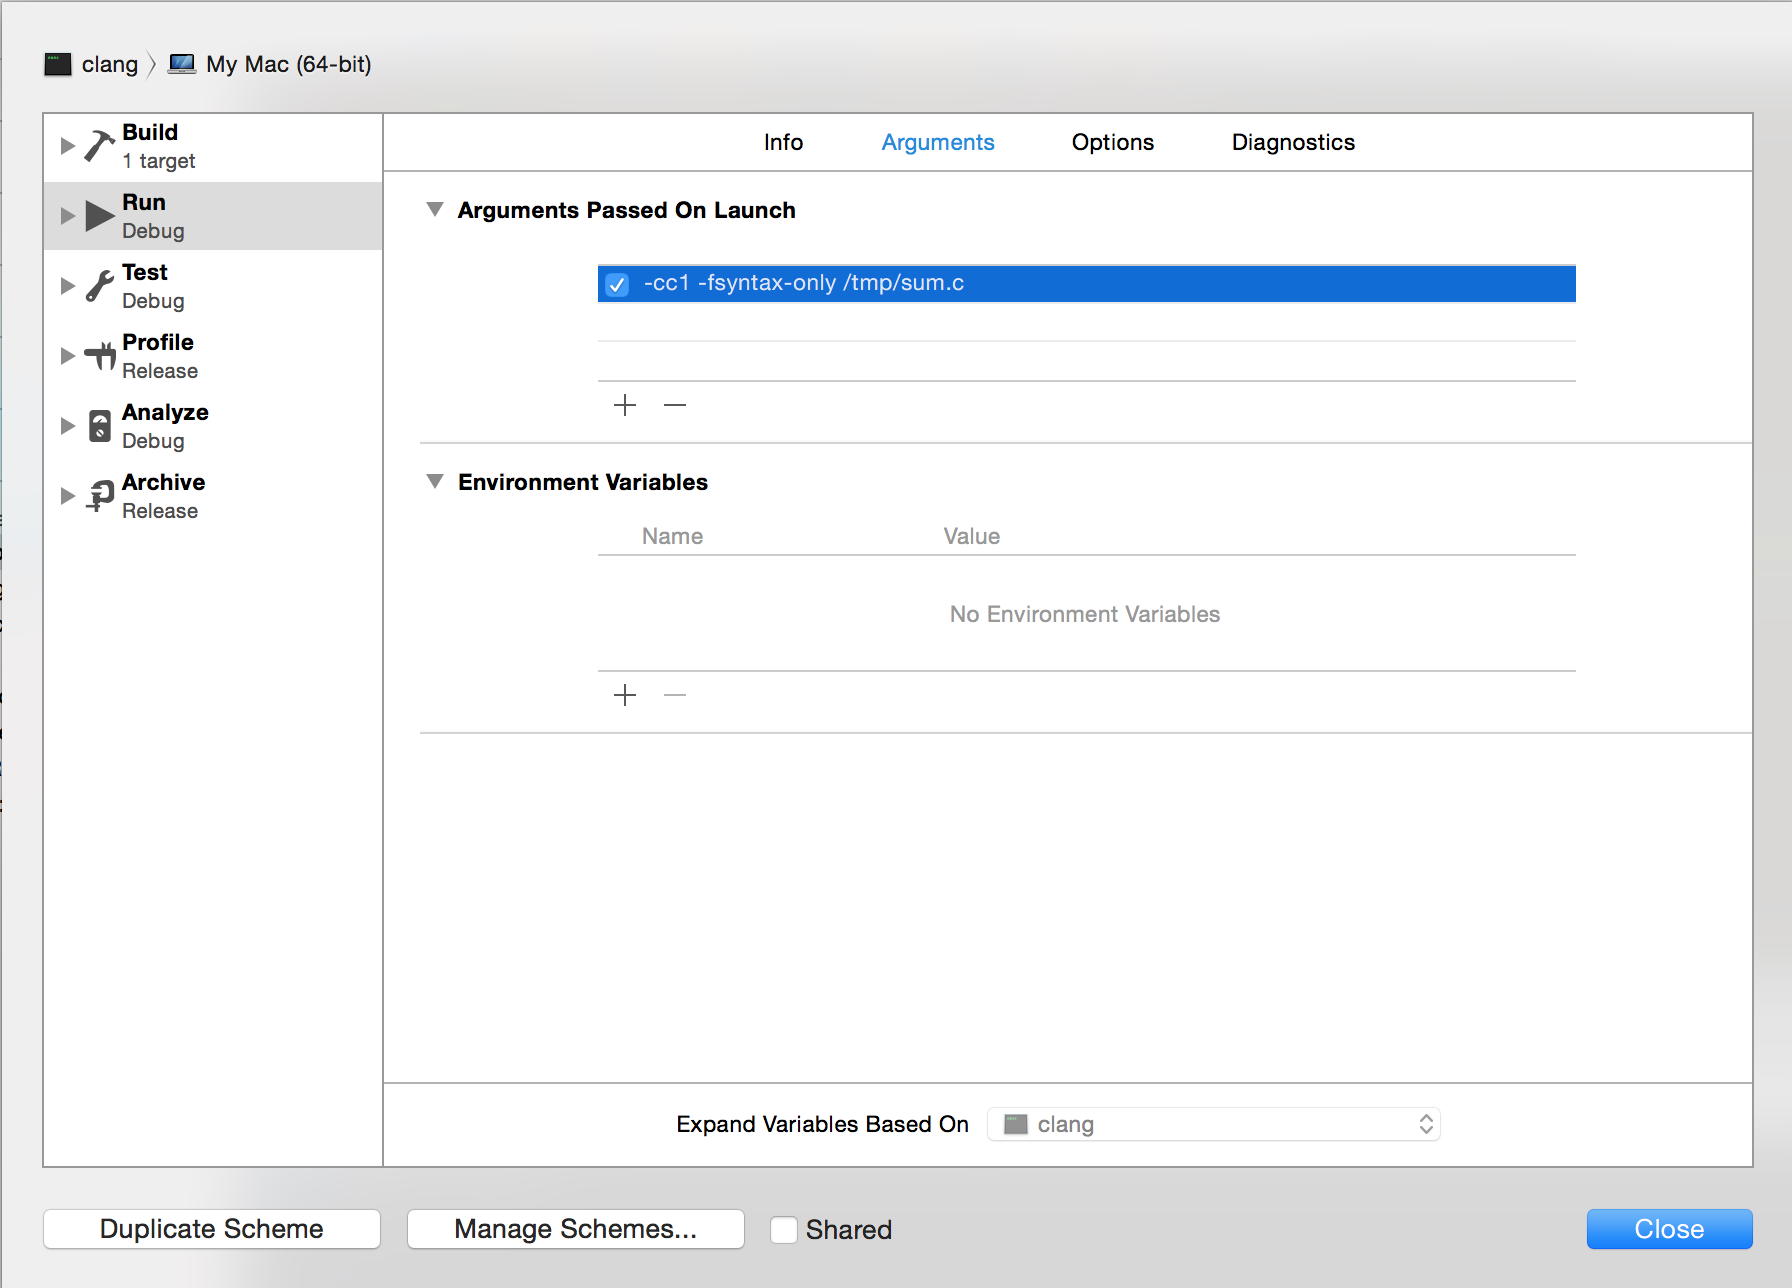 clang My Mac (64-bit)
Build
1 target
Run
Debug
Test
Debug
Profile
Release
Analyze
Debug
Archive
Release
Info Arguments Options Diagnostics
Arguments Passed On Launch
-cc1 -fsyntax-only /tmp/sum.c
Environment Variables
Name Value
No Environment Variables
Expand Variables Based On clang
Duplicate Scheme Manage Schemes... Shared Close